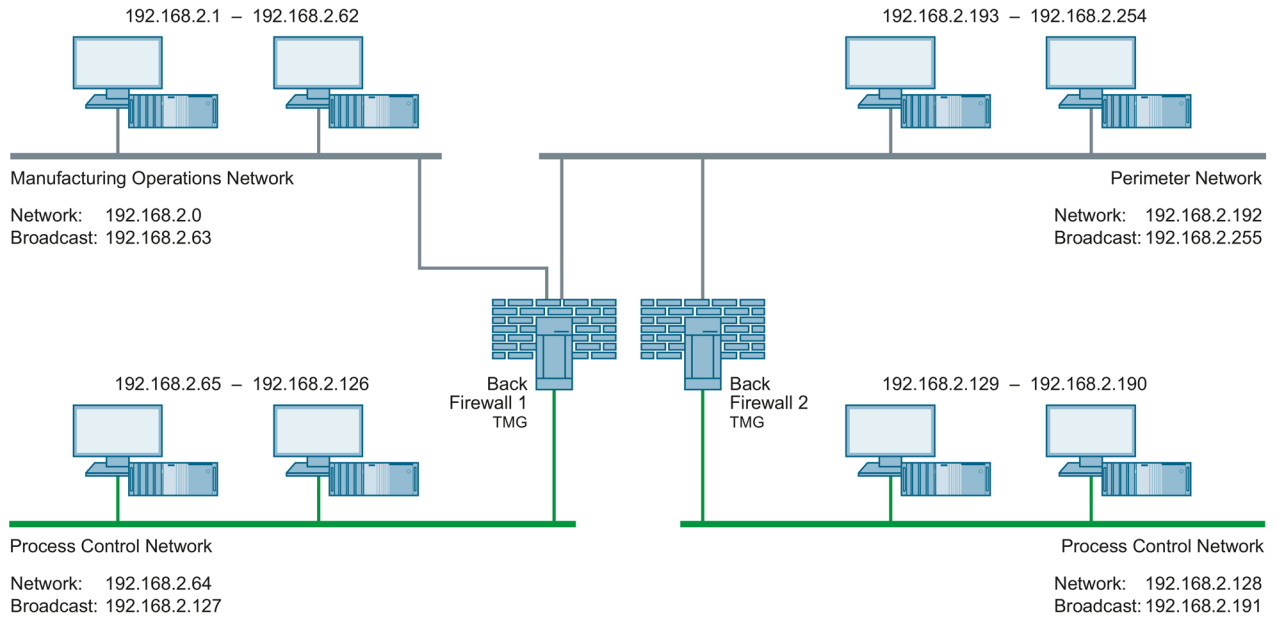 192.168.2.1 – 192.168.2.62
192.168.2.193 – 192.168.2.254
Manufacturing Operations Network
Network: 192.168.2.0
Broadcast: 192.168.2.63
Perimeter Network
Network: 192.168.2.192
Broadcast: 192.168.2.255
Back
Firewall 1
TMG
Back
Firewall 2
TMG
192.168.2.65 – 192.168.2.126
192.168.2.129 – 192.168.2.190
Process Control Network
Network: 192.168.2.64
Broadcast: 192.168.2.127
Process Control Network
Network: 192.168.2.128
Broadcast: 192.168.2.191